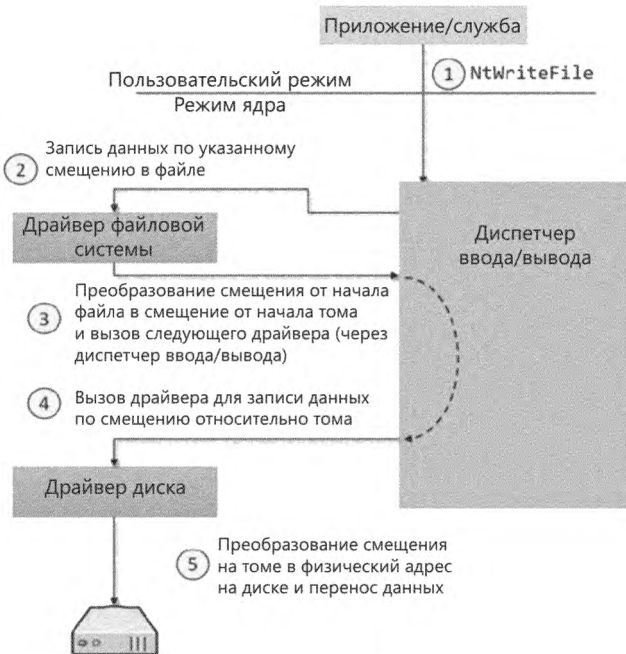 Приложение/служба
1 NtWriteFile
Пользовательский режим
Режим ядра
2 Запись данных по указанному
смещению в файле
Драйвер файловой
системы
Диспетчер
ввода/вывода
3 Преобразование смещения от начала
файла в смещение от начала тома
и вызов следующего драйвера (через
диспетчер ввода/вывода)
4 Вызов драйвера для записи данных
по смещению относительно тома
Драйвер диска
5 Преобразование смещения
на томе в физический адрес
на диске и перенос данных